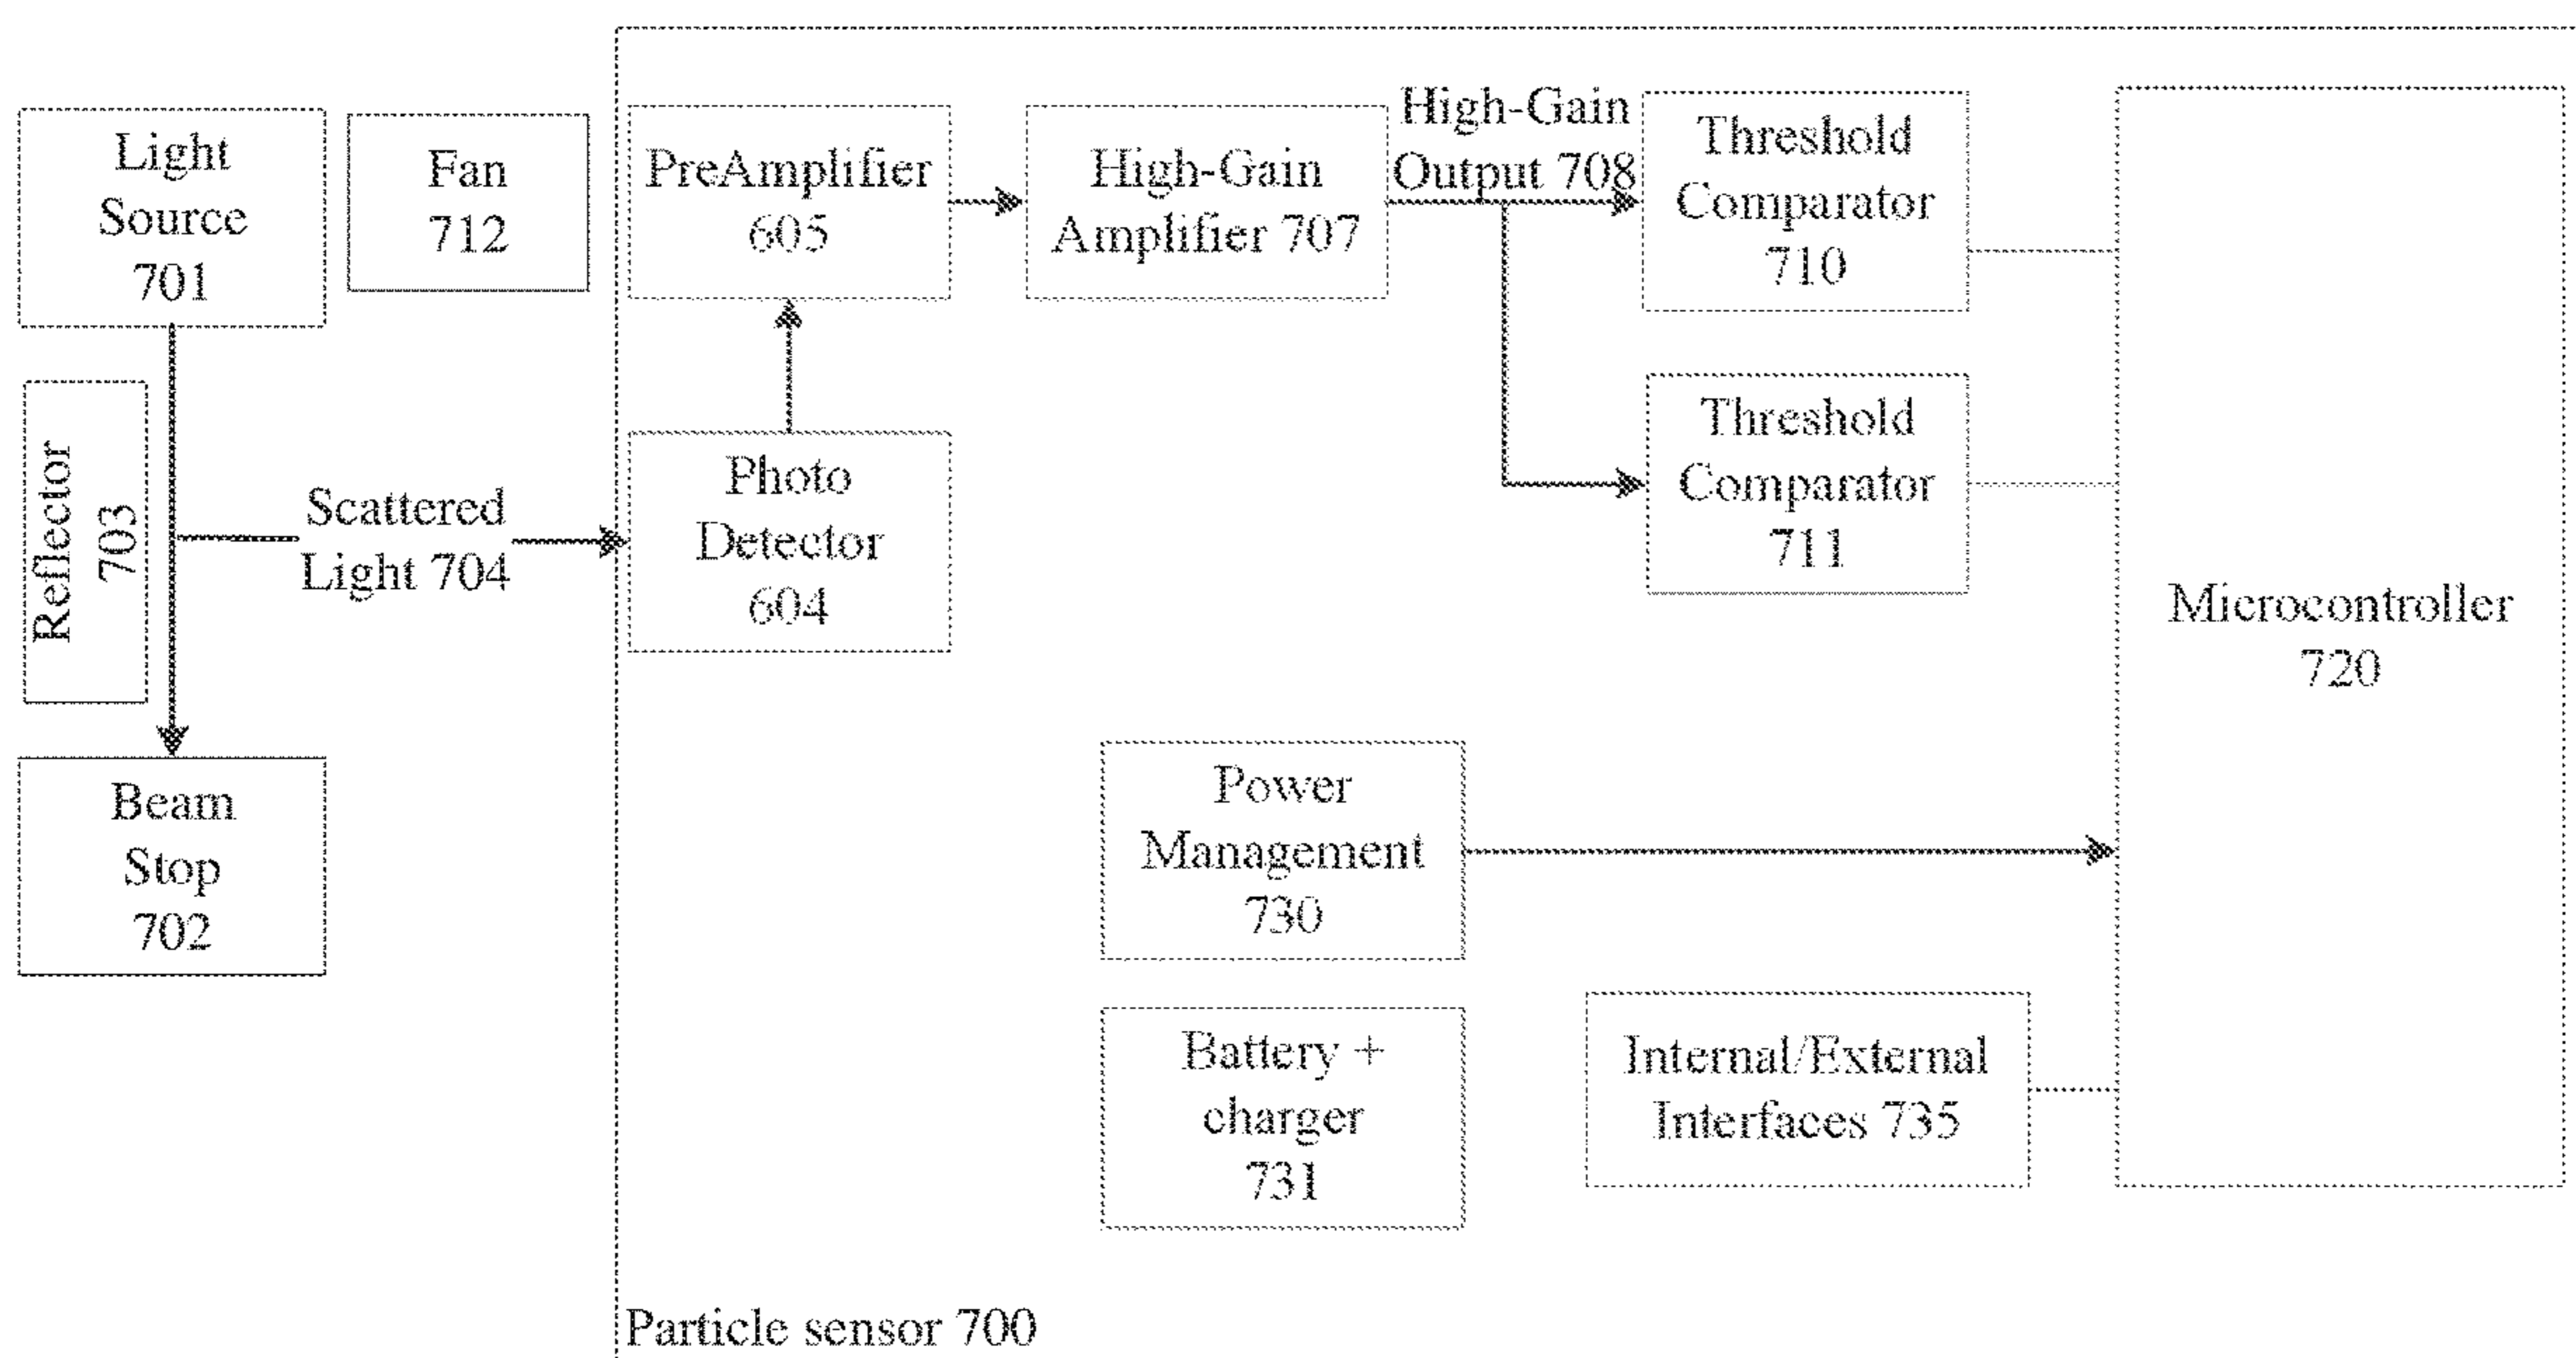 Light
Source
701
Fan
712
PreAmplifier
605
High-Gain
Amplifier 707
High-Gain
Output 708
Threshold
Comparator
710
Reflector
703
Scattered
Light 704
Photo
Detector
604
Threshold
Comparator
711
Microcontroller
720
Beam
Stop
702
Power
Management
730
Battery +
charger
731
Internal/External
Interfaces 735
Particle sensor 700